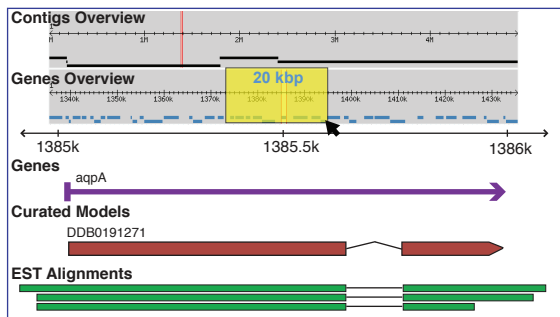 Contigs Overview
M 1M 2M 3M 4M
Genes Overview
20 kbp
1340k 1350k 1360k 1370k 1380k 1390k 1400k 1410k 1420k 1430k
1385k 1385.5k 1386k
Genes
aqpA
Curated Models
DDB0191271
EST Alignments